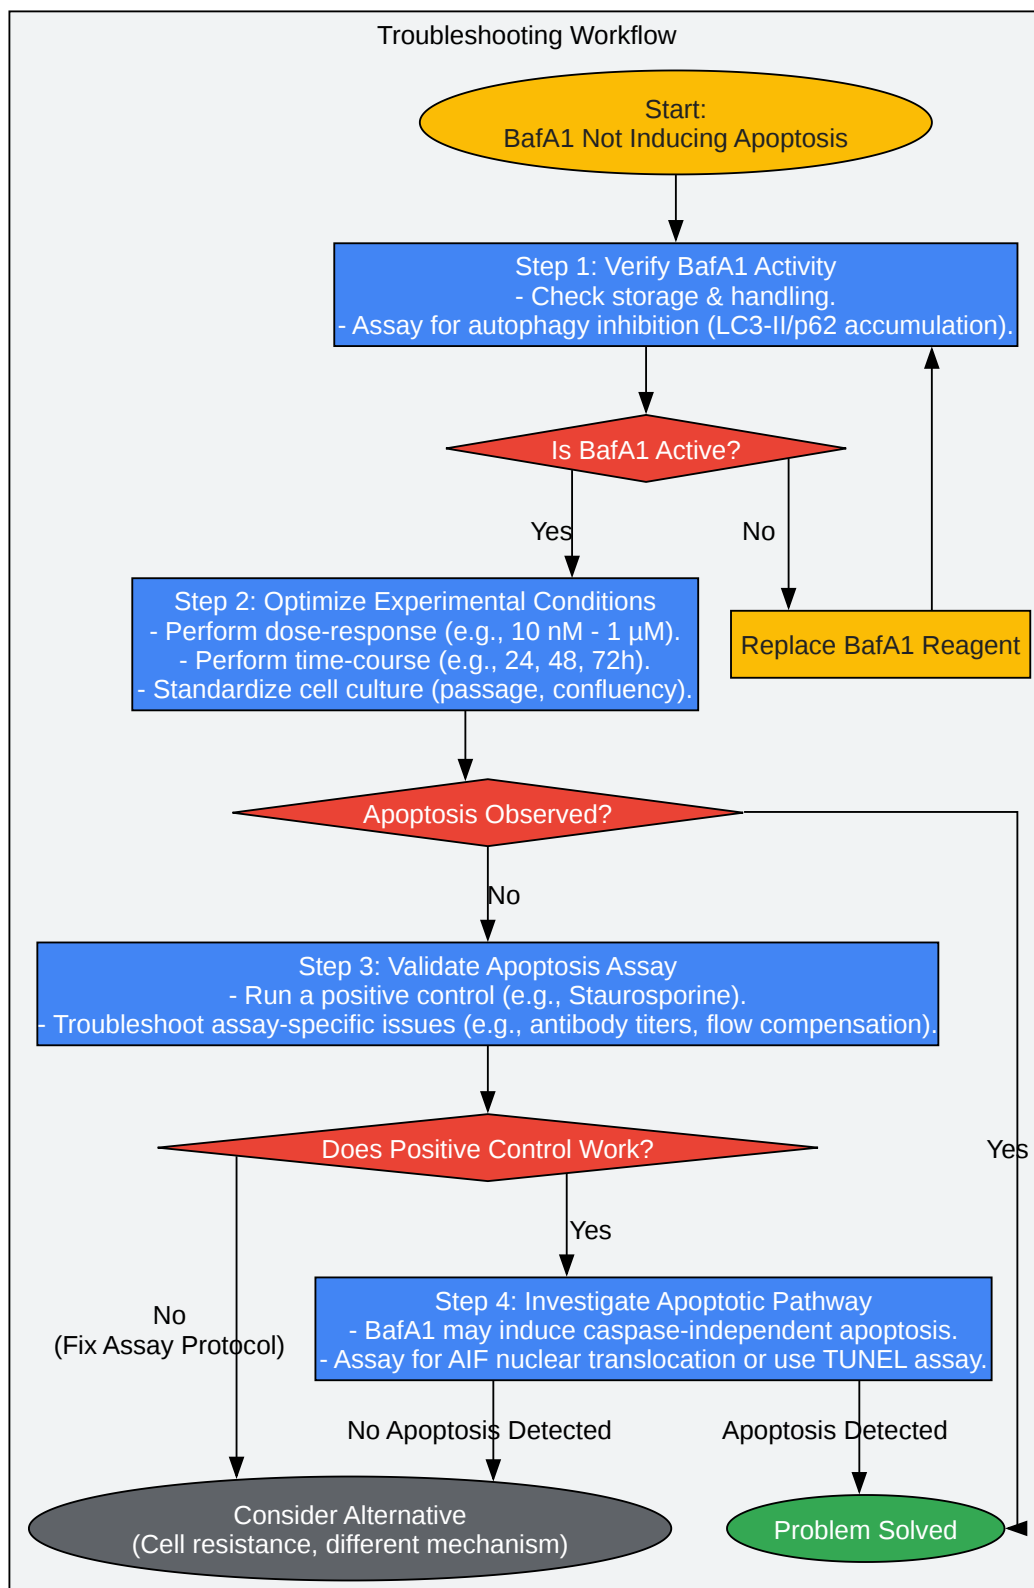 Troubleshooting Workflow
Start:
BafA1 Not Inducing Apoptosis
Step 1: Verify BafA1 Activity
- Check storage & handling.
- Assay for autophagy inhibition (LC3-II/p62 accumulation).
Is BafA1 Active?
Yes
No
Step 2: Optimize Experimental Conditions
- Perform dose-response (e.g., 10 nM - 1 µM).
- Perform time-course (e.g., 24, 48, 72h).
- Standardize cell culture (passage, confluency).
Replace BafA1 Reagent
Apoptosis Observed?
No
Step 3: Validate Apoptosis Assay
- Run a positive control (e.g., Staurosporine).
- Troubleshoot assay-specific issues (e.g., antibody titers, flow compensation).
Does Positive Control Work?
Yes
Yes
No
(Fix Assay Protocol)
Step 4: Investigate Apoptotic Pathway
- BafA1 may induce caspase-independent apoptosis.
- Assay for AIF nuclear translocation or use TUNEL assay.
No Apoptosis Detected
Apoptosis Detected
Consider Alternative
(Cell resistance, different mechanism)
Problem Solved